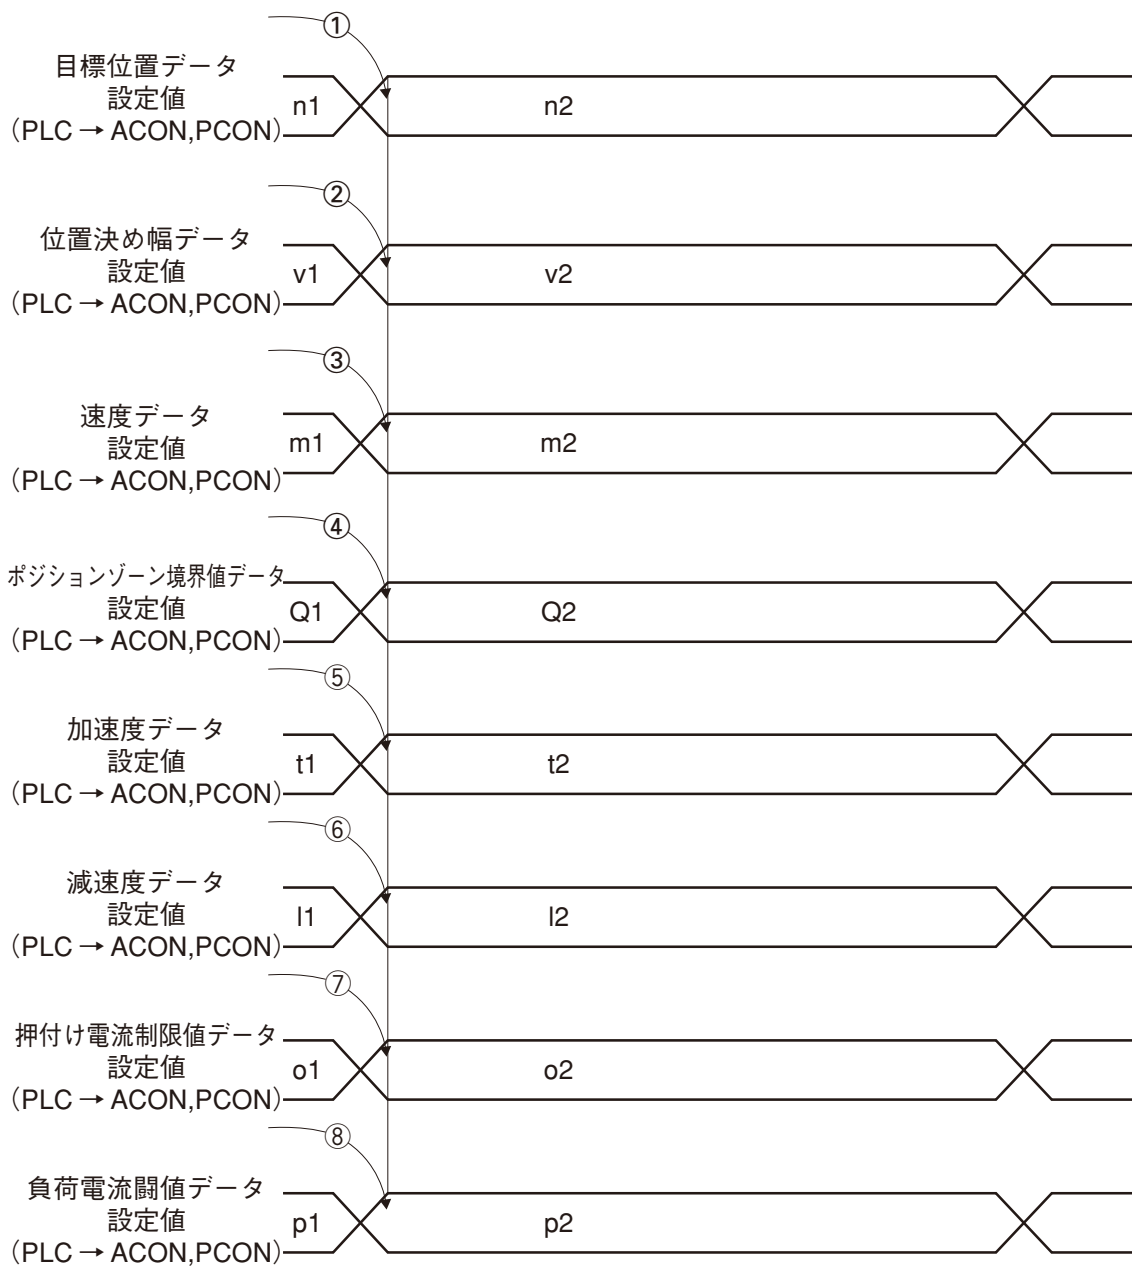 ①
目標位置データ
設定値
n1 n2
（PLC → ACON,PCON）
②
位置決め幅データ
設定値
v1 v2
（PLC → ACON,PCON）
③
速度データ
設定値
m1 m2
（PLC → ACON,PCON）
④
ポジションゾーン境界値データ
設定値
Q1 Q2
（PLC → ACON,PCON）
⑤
加速度データ
設定値
t1 t2
（PLC → ACON,PCON）
⑥
減速度データ
設定値
l1 l2
（PLC → ACON,PCON）
⑦
押付け電流制限値データ
設定値
o1 o2
（PLC → ACON,PCON）
⑧
負荷電流闘値データ
設定値
p1 p2
（PLC → ACON,PCON）